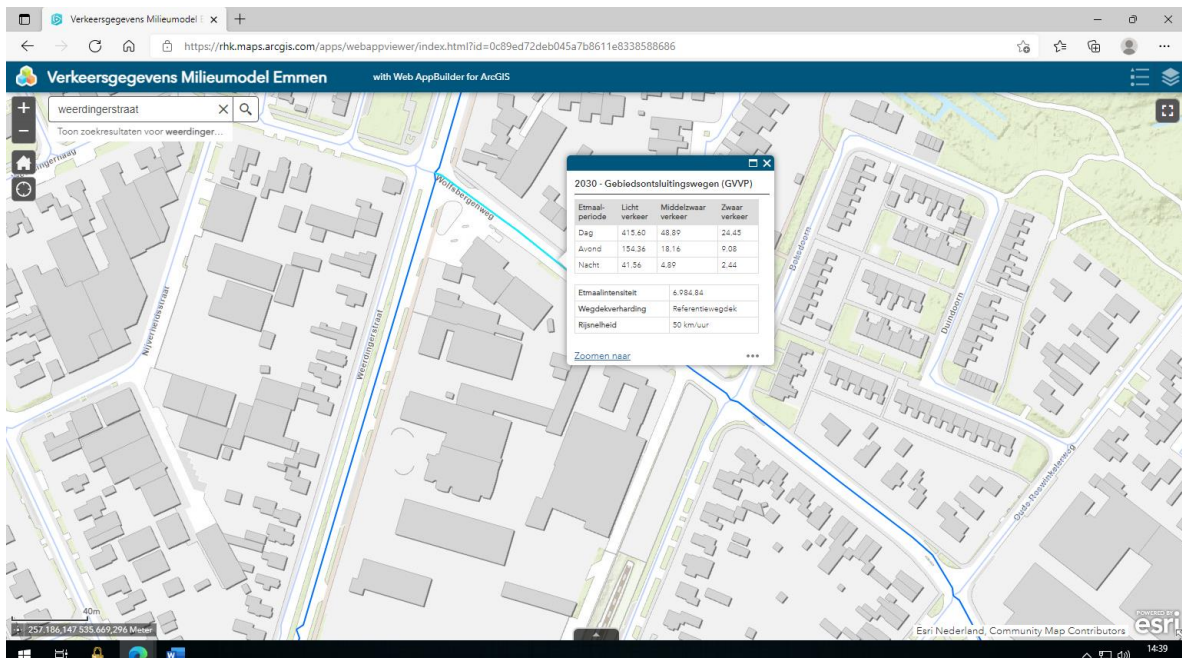 Verkeersgegevens Milieumodel E
https://rhk.maps.arcgis.com/apps/webappviewer/index.html?id=0c89ed72deb045a7b8611e8338588686
Verkeersgegevens Milieumodel Emmen with Web AppBuilder for ArcGIS
weerdingerstraat
Toon zoekresultaten voor weerdinger...
Wolfsbergenweg
Nijverheidsstraat
Weerdingerstraat
Bokadoorn
Duindoorn
Oude-Roswinkelerweg
2030 - Gebiedsontsluitingswegen (GVVP)
Etmaal-periode Licht verkeer Middelzwaar verkeer Zwaar verkeer
Dag 415.60 48.89 24.45
Avond 154.36 18.16 9.08
Nacht 41.56 4.89 2.44
Etmaalintensiteit 6.984.84
Wegdekverharding Referentiewegdek
Rijsnelheid 50 km/uur
Zoomen naar
40m
257.186,147 535.669,296 Meter
Esri Nederland, Community Map Contributors
POWERED BY
esri
14:39